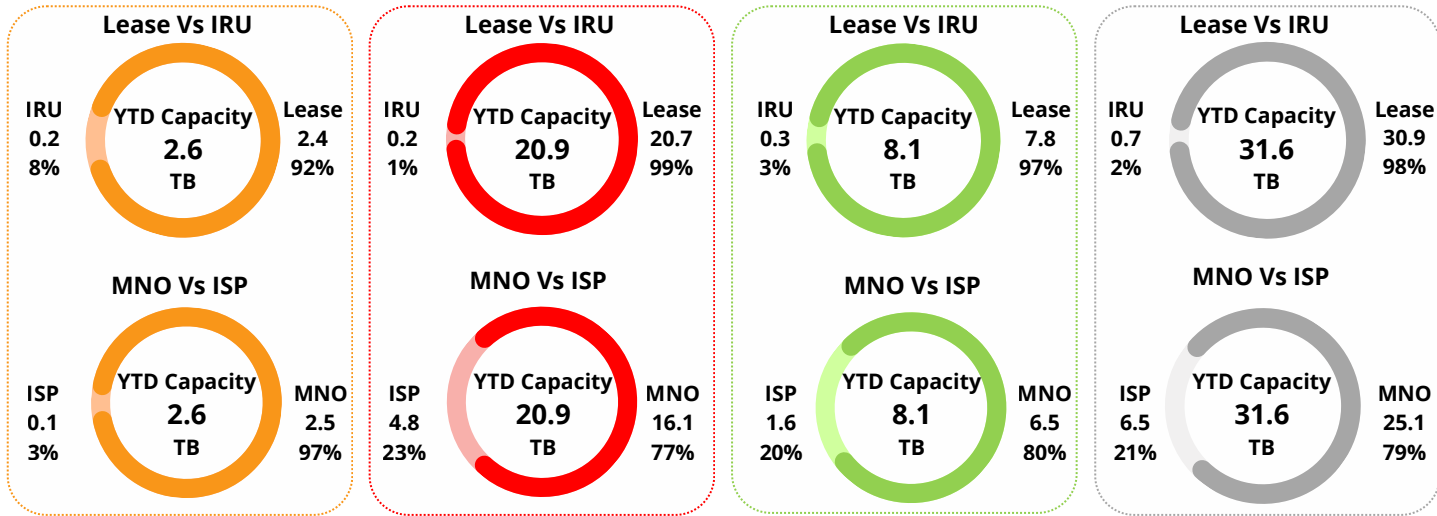 Lease Vs IRU
IRU
0.2
8%
YTD Capacity
2.6
TB
Lease
2.4
92%
MNO Vs ISP
ISP
0.1
3%
YTD Capacity
2.6
TB
MNO
2.5
97%
Lease Vs IRU
IRU
0.2
1%
YTD Capacity
20.9
TB
Lease
20.7
99%
MNO Vs ISP
ISP
4.8
23%
YTD Capacity
20.9
TB
MNO
16.1
77%
Lease Vs IRU
IRU
0.3
3%
YTD Capacity
8.1
TB
Lease
7.8
97%
MNO Vs ISP
ISP
1.6
20%
YTD Capacity
8.1
TB
MNO
6.5
80%
Lease Vs IRU
IRU
0.7
2%
YTD Capacity
31.6
TB
Lease
30.9
98%
MNO Vs ISP
ISP
6.5
21%
YTD Capacity
31.6
TB
MNO
25.1
79%